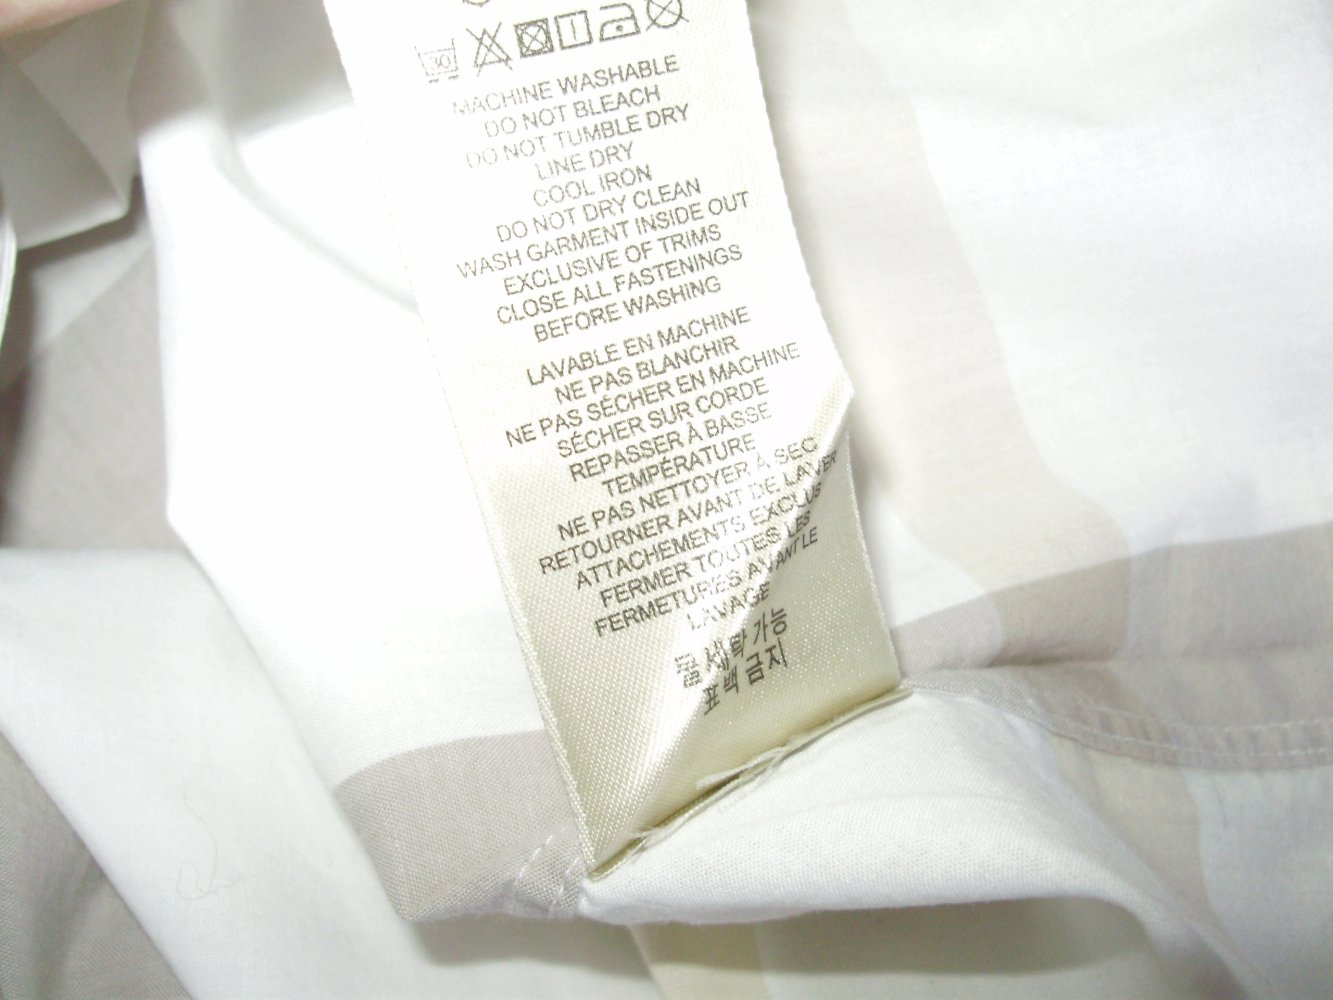 30
MACHINE WASHABLE
DO NOT BLEACH
DO NOT TUMBLE DRY
LINE DRY
COOL IRON
DO NOT DRY CLEAN
WASH GARMENT INSIDE OUT
EXCLUSIVE OF TRIMS
CLOSE ALL FASTENINGS
BEFORE WASHING
LAVABLE EN MACHINE
NE PAS BLANCHIR
NE PAS SÉCHER EN MACHINE
SÉCHER SUR CORDE
REPASSER À BASSE
TEMPÉRATURE
NE PAS NETTOYER À SEC
RETOURNER AVANT DE LAVER
ATTACHEMENTS EXCLUS
FERMER TOUTES LES
FERMETURES AVANT LE
LAVAGE
물세탁 가능
표백 금지